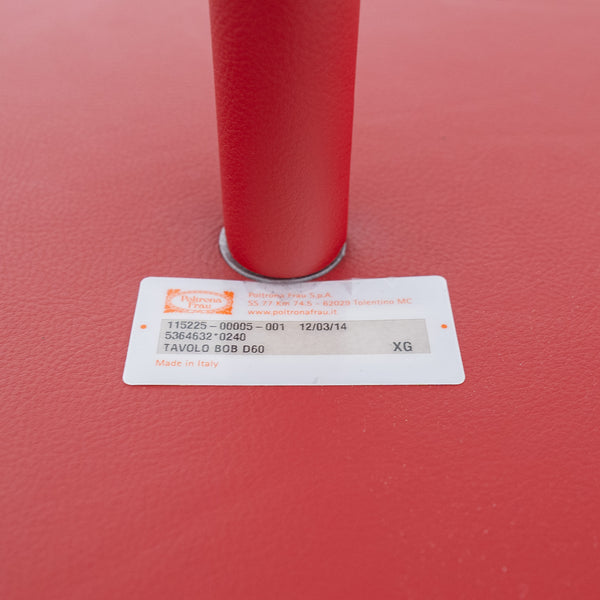 Poltrona
Frau
Poltrona Frau S.p.A.
SS 77 Km 74.5 - 62029 Tolentino MC
www.poltronafrau.it
115225-00005-001 12/03/14
5364632*0240
TAVOLO BOB D60 XG
Made in Italy